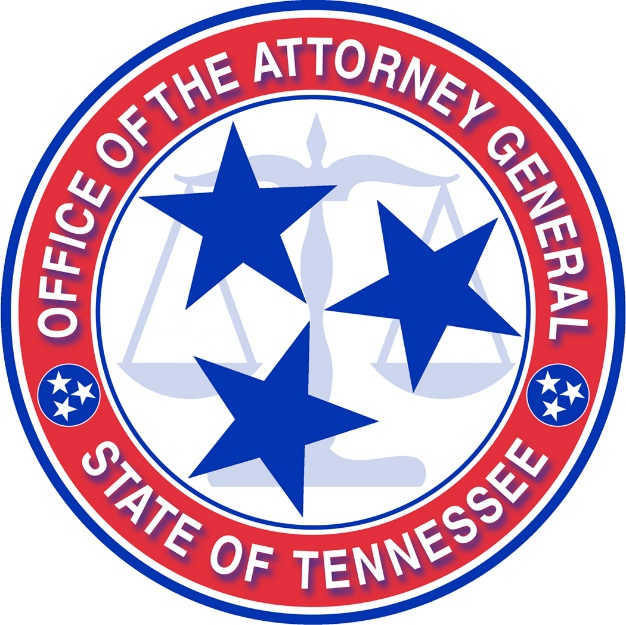 OFFICE OF THE ATTORNEY GENERAL
STATE OF TENNESSEE